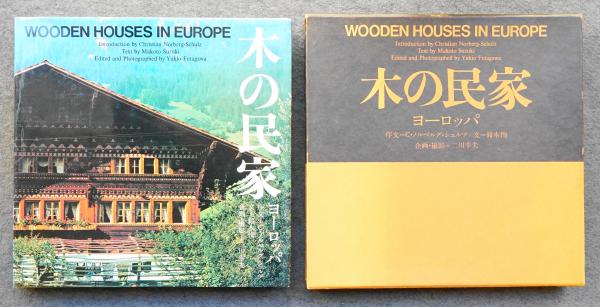 WOODEN HOUSES IN EUROPE
Introduction by Christian Norberg-Schulz
Text by Makoto Suzuki
Edited and Photographed by Yukio Futagawa
木の民家
ヨーロッパ
WOODEN HOUSES IN EUROPE
Introduction by Christian Norberg-Schulz
Text by Makoto Suzuki
Edited and Photographed by Yukio Futagawa
木の民家
ヨーロッパ
序文=C・ノルベルグ・シュルツ/文=鈴木恂
企画・撮影=二川幸夫